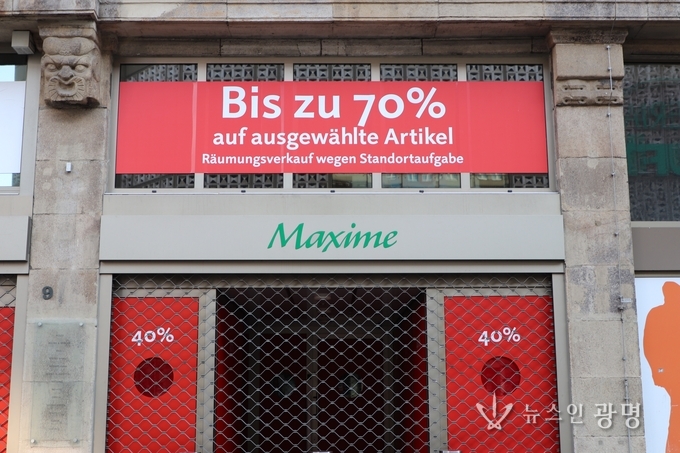 Bis zu 70%
auf ausgewählte Artikel
Räumungsverkauf wegen Standortaufgabe
Maxime
9
40%
40%
뉴스인 광명